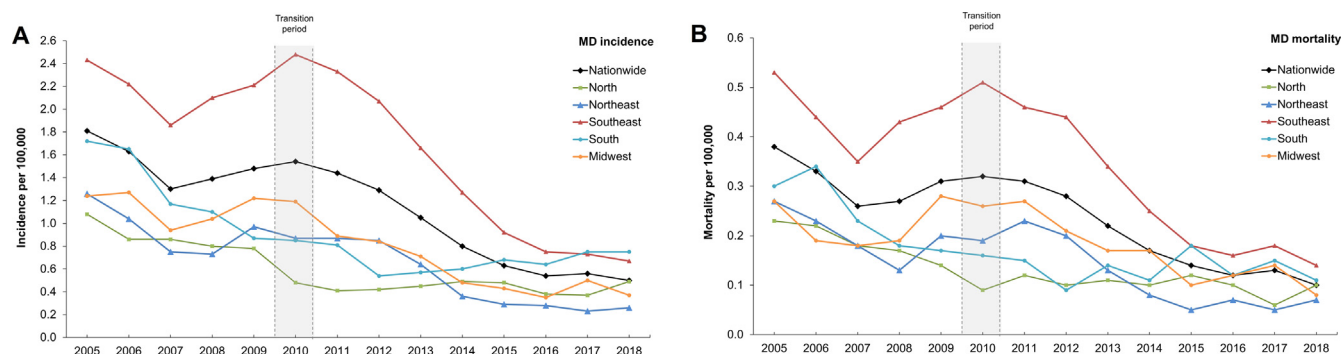 A
Transition
period
MD incidence
Incidence per 100,000
2.6
2.4
2.2
2.0
1.8
1.6
1.4
1.2
1.0
0.8
0.6
0.4
0.2
0.0
Nationwide
North
Northeast
Southeast
South
Midwest
2005 2006 2007 2008 2009 2010 2011 2012 2013 2014 2015 2016 2017 2018
B
Transition
period
MD mortality
Mortality per 100,000
0.6
0.5
0.4
0.3
0.2
0.1
0.0
Nationwide
North
Northeast
Southeast
South
Midwest
2005 2006 2007 2008 2009 2010 2011 2012 2013 2014 2015 2016 2017 2018